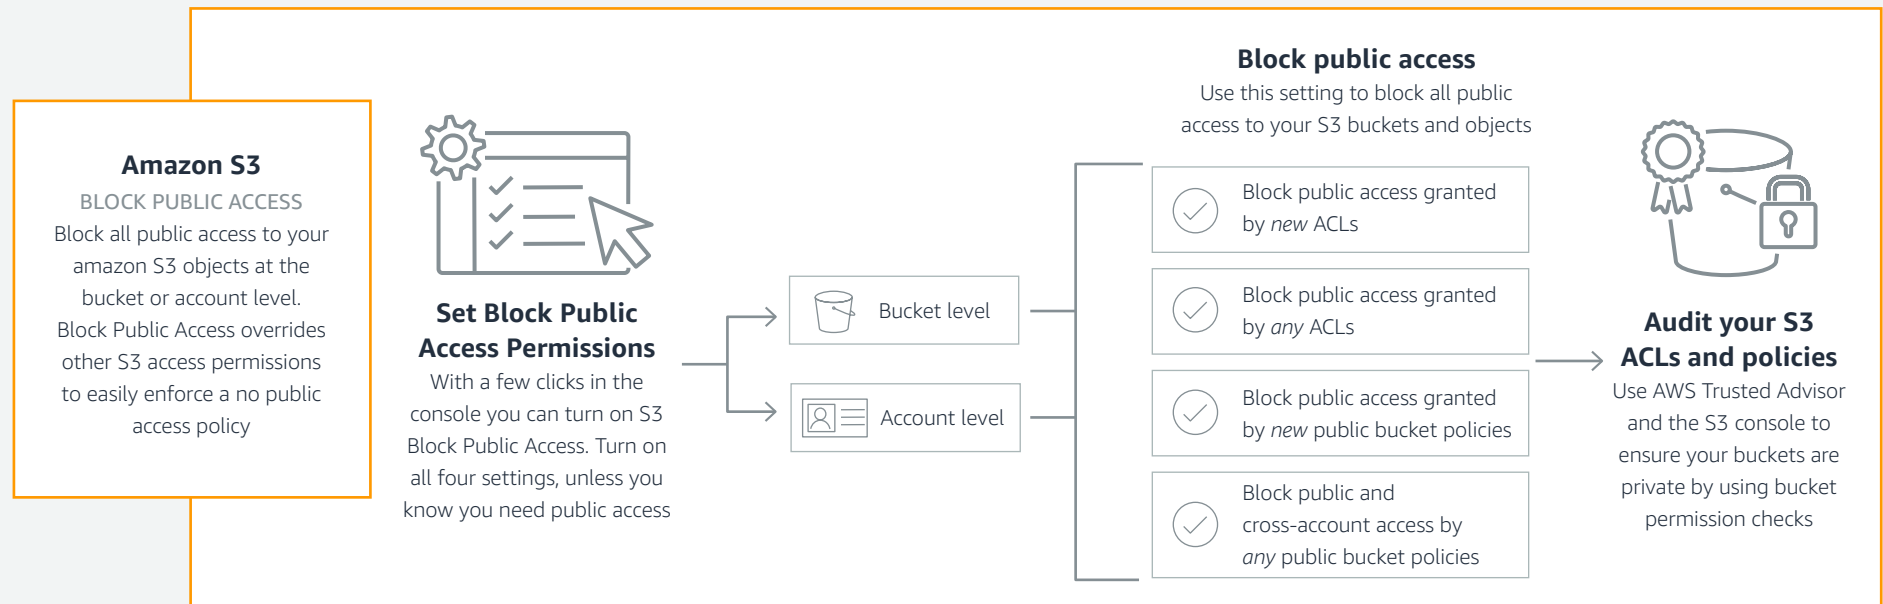 Amazon S3
BLOCK PUBLIC ACCESS
Block all public access to your
amazon S3 objects at the
bucket or account level.
Block Public Access overrides
other S3 access permissions
to easily enforce a no public
access policy
Set Block Public
Access Permissions
With a few clicks in the
console you can turn on S3
Block Public Access. Turn on
all four settings, unless you
know you need public access
Bucket level
Account level
Block public access
Use this setting to block all public
access to your S3 buckets and objects
Block public access granted
by new ACLs
Block public access granted
by any ACLs
Block public access granted
by new public bucket policies
Block public and
cross-account access by
any public bucket policies
Audit your S3
ACLs and policies
Use AWS Trusted Advisor
and the S3 console to
ensure your buckets are
private by using bucket
permission checks